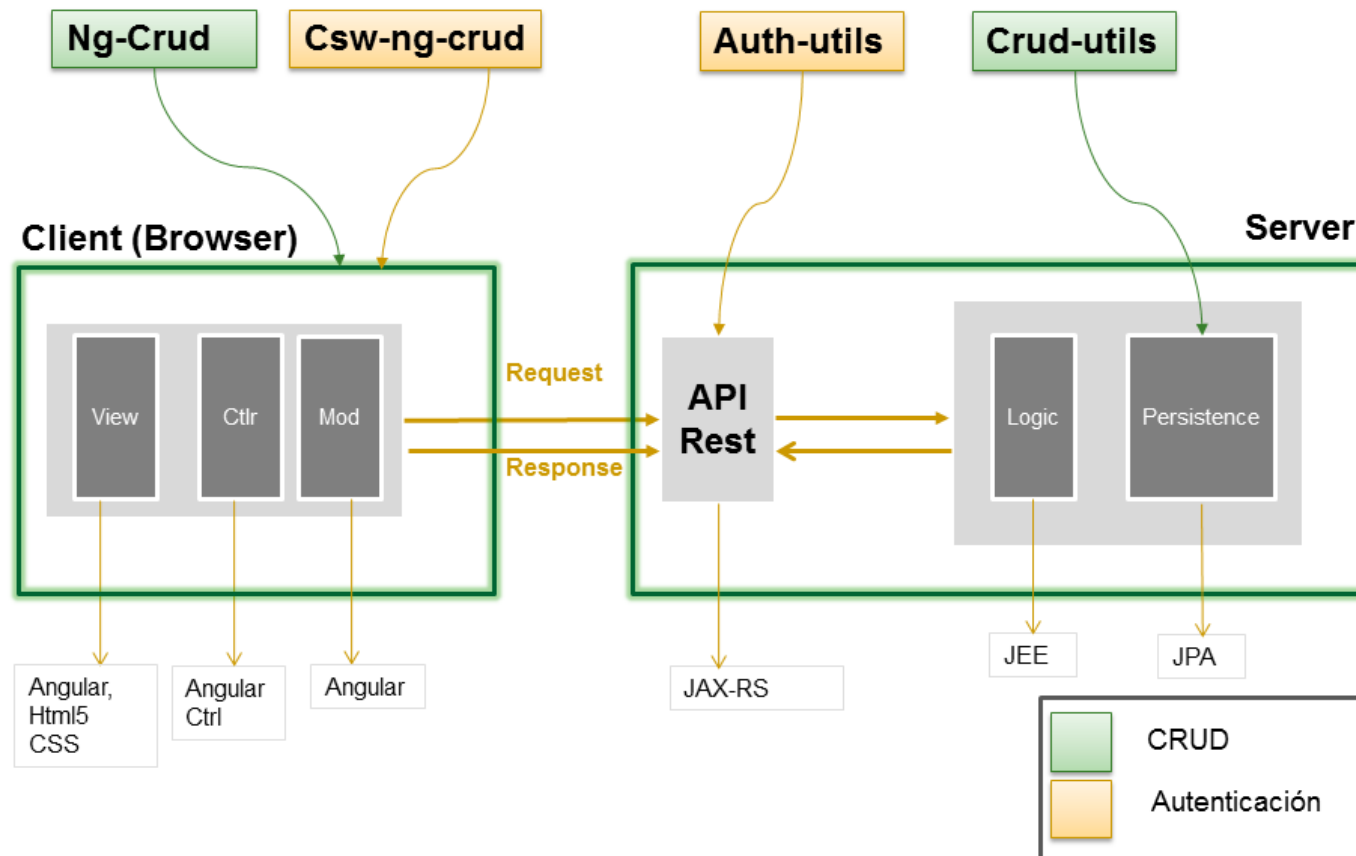 Ng-Crud
Csw-ng-crud
Auth-utils
Crud-utils
Client (Browser)
Server
View
Ctlr
Mod
Request
Response
API
Rest
Logic
Persistence
Angular,
Html5
CSS
Angular
Ctrl
Angular
JAX-RS
JEE
JPA
CRUD
Autenticación